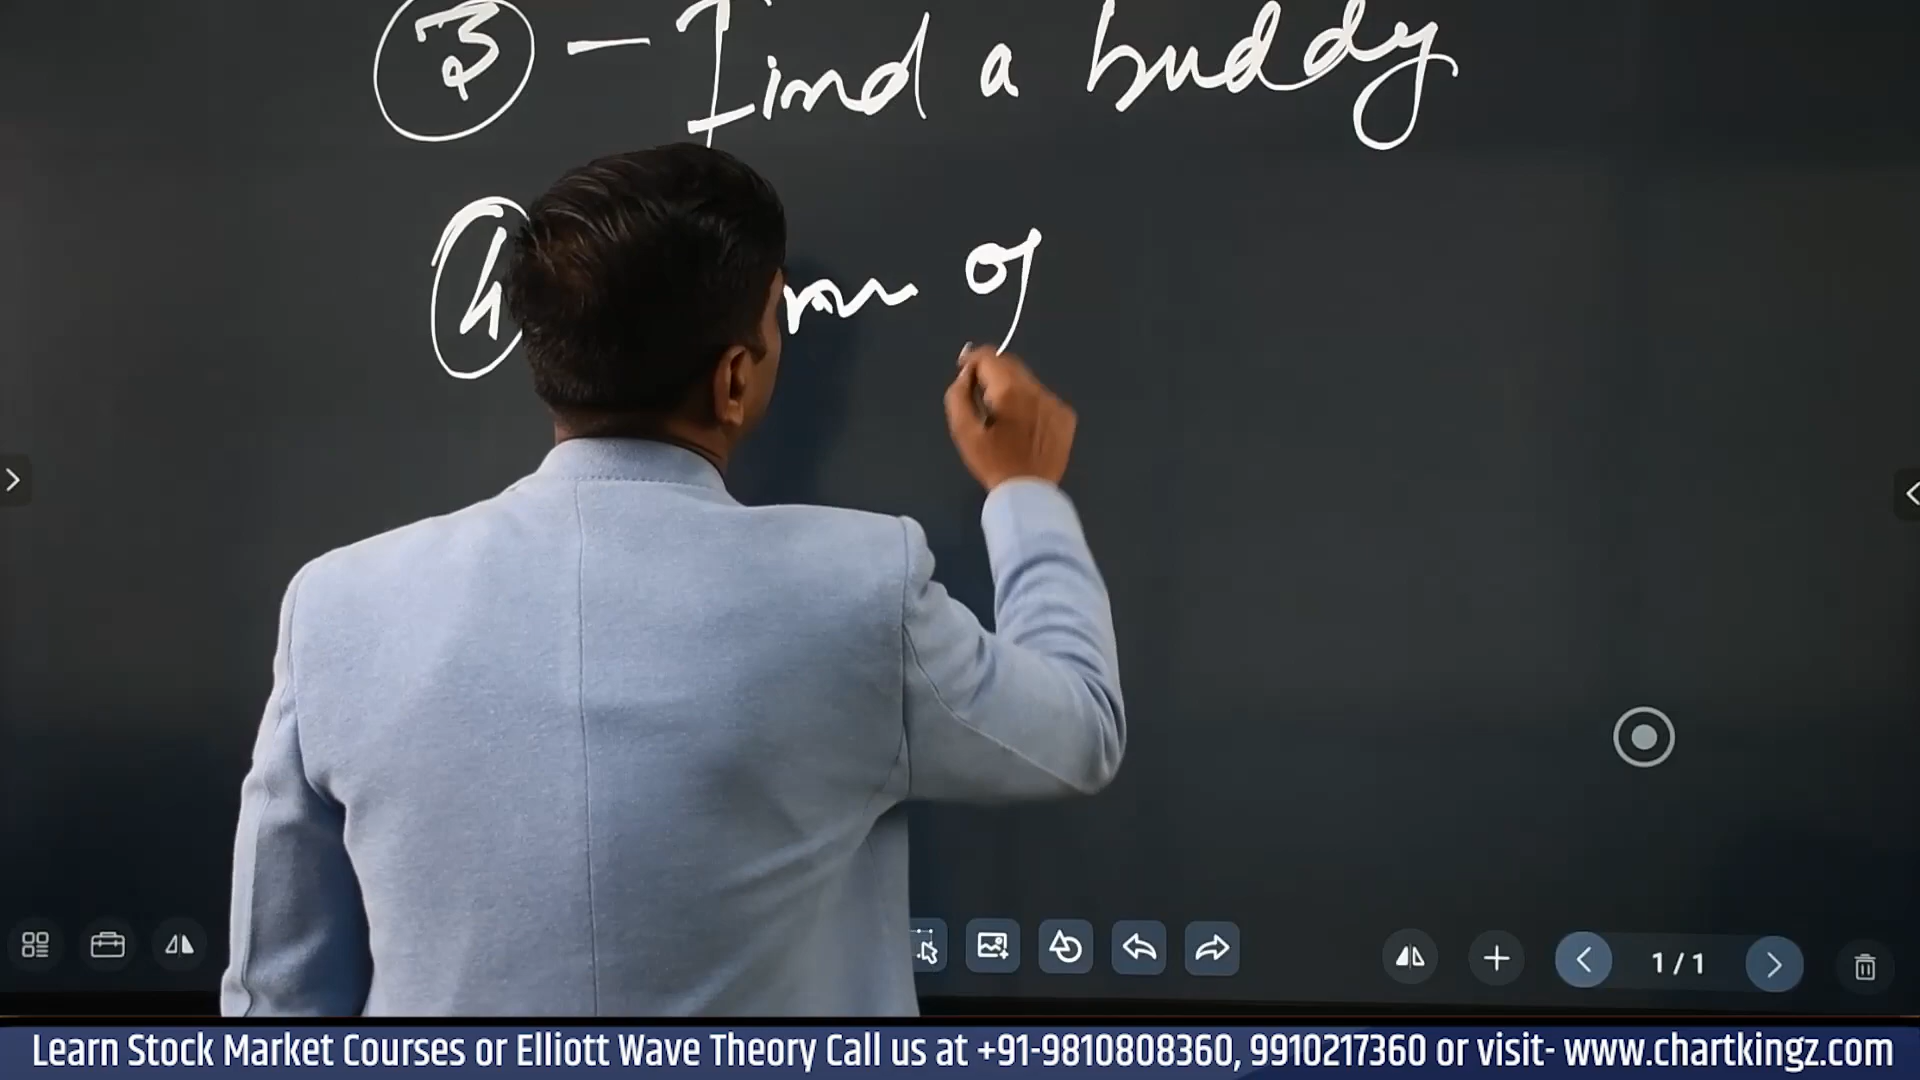 3 - Find a buddy
4 of
1 / 1
Learn Stock Market Courses or Elliott Wave Theory Call us at +91-9810808360, 9910217360 or visit- www.chartkingz.com